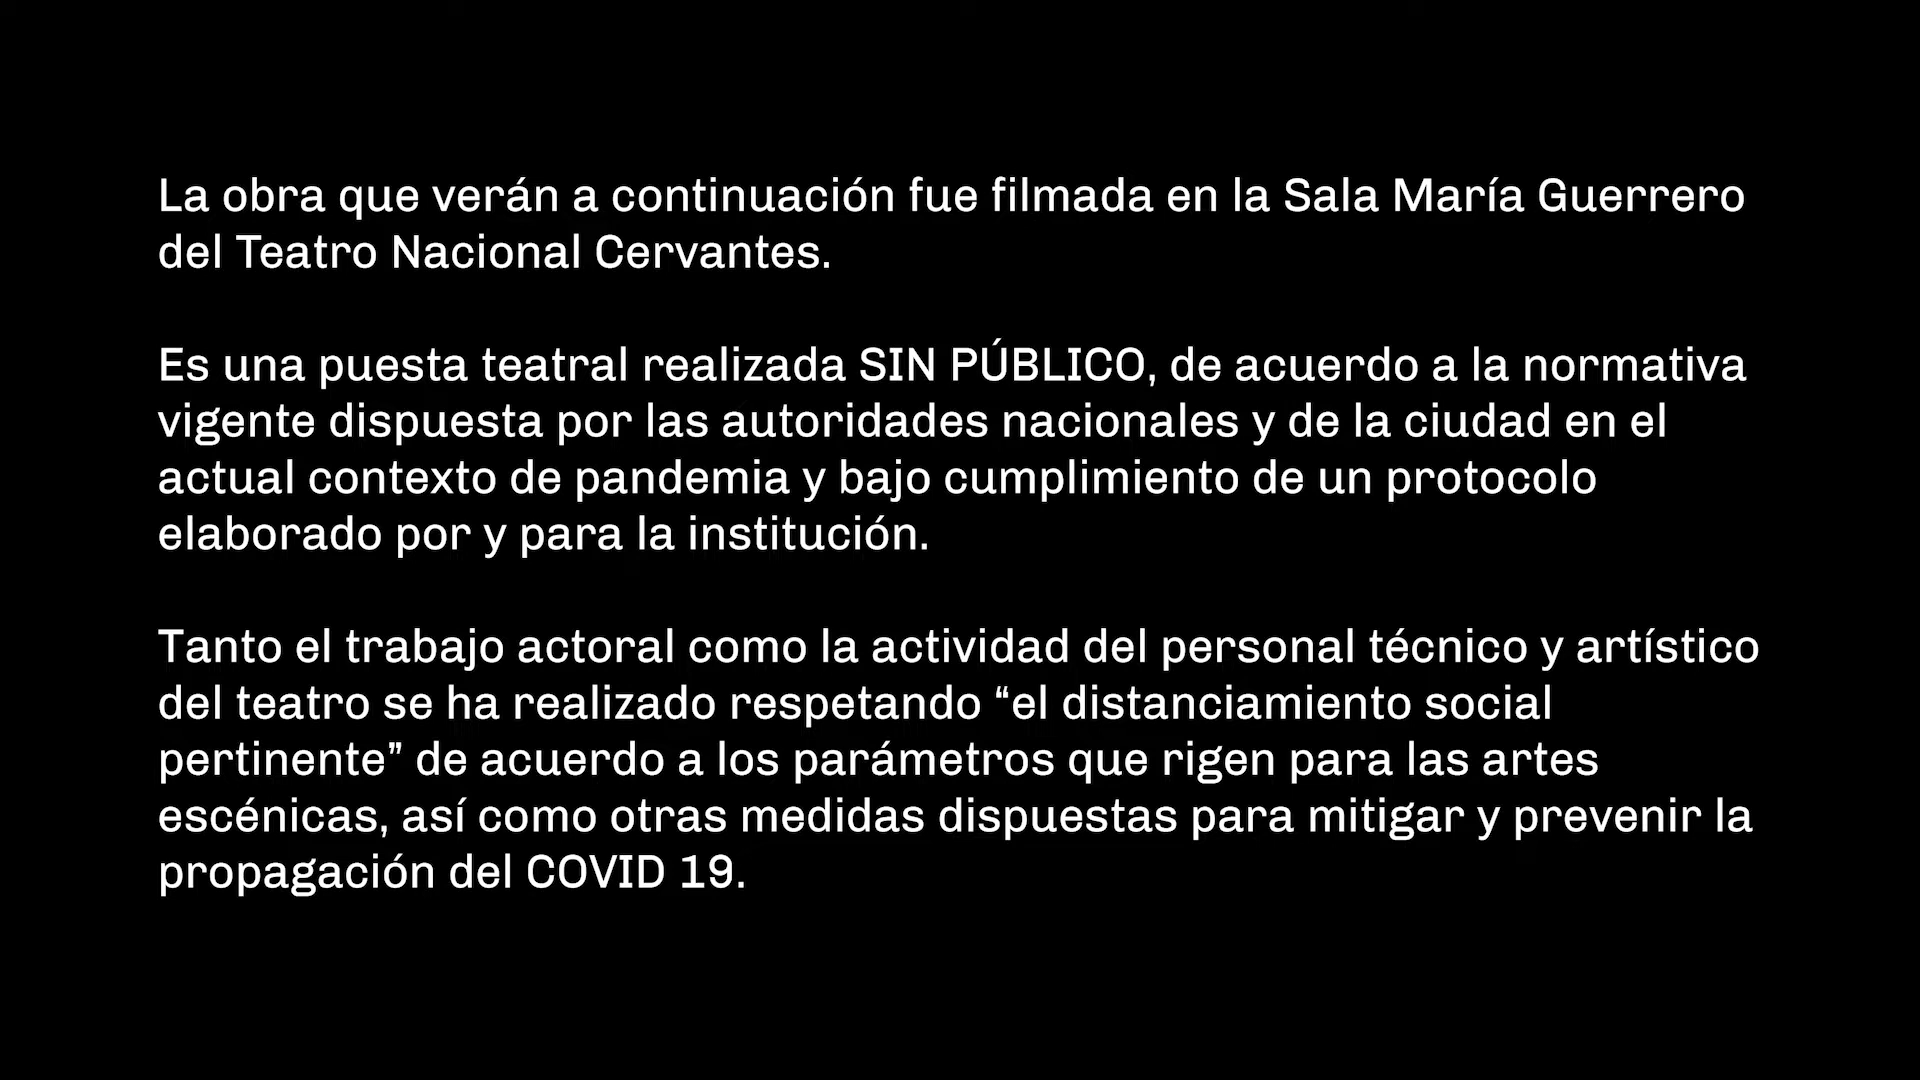 La obra que verán a continuación fue filmada en la Sala María Guerrero
del Teatro Nacional Cervantes.
Es una puesta teatral realizada SIN PÚBLICO, de acuerdo a la normativa
vigente dispuesta por las autoridades nacionales y de la ciudad en el
actual contexto de pandemia y bajo cumplimiento de un protocolo
elaborado por y para la institución.
Tanto el trabajo actoral como la actividad del personal técnico y artístico
del teatro se ha realizado respetando “el distanciamiento social
pertinente” de acuerdo a los parámetros que rigen para las artes
escénicas, así como otras medidas dispuestas para mitigar y prevenir la
propagación del COVID 19.